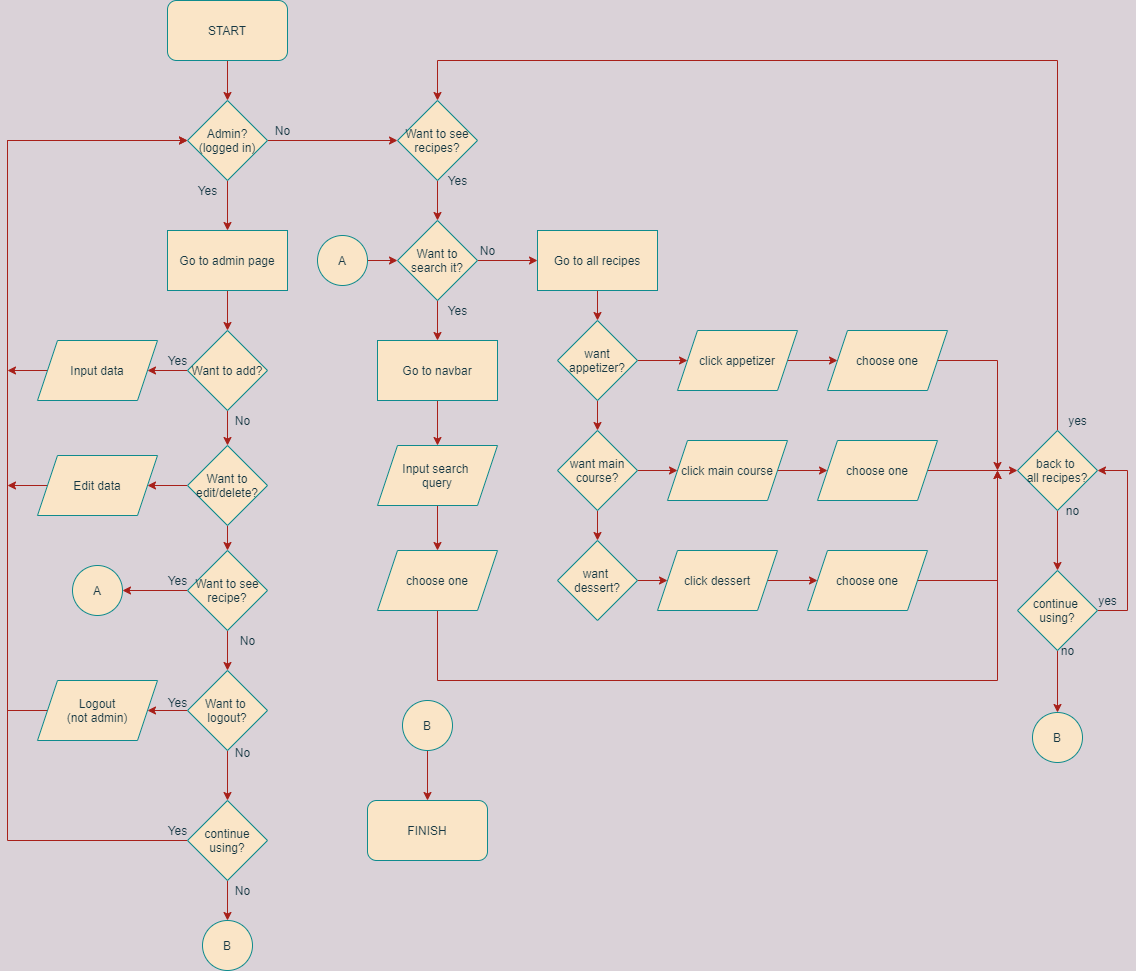 START
Admin?
(logged in)
No
Want to see
recipes?
Yes
Yes
Go to admin page
A
Want to
search it?
No
Go to all recipes
Yes
Input data
Yes
Want to add?
Go to navbar
want
appetizer?
click appetizer
choose one
No
yes
Edit data
Want to
edit/delete?
Input search
query
want main
course?
click main course
choose one
back to
all recipes?
no
A
Yes
Want to see
recipe?
choose one
want
dessert?
click dessert
choose one
continue
using?
yes
No
no
Logout
(not admin)
Yes
Want to
logout?
B
B
No
Yes
continue
using?
FINISH
No
B